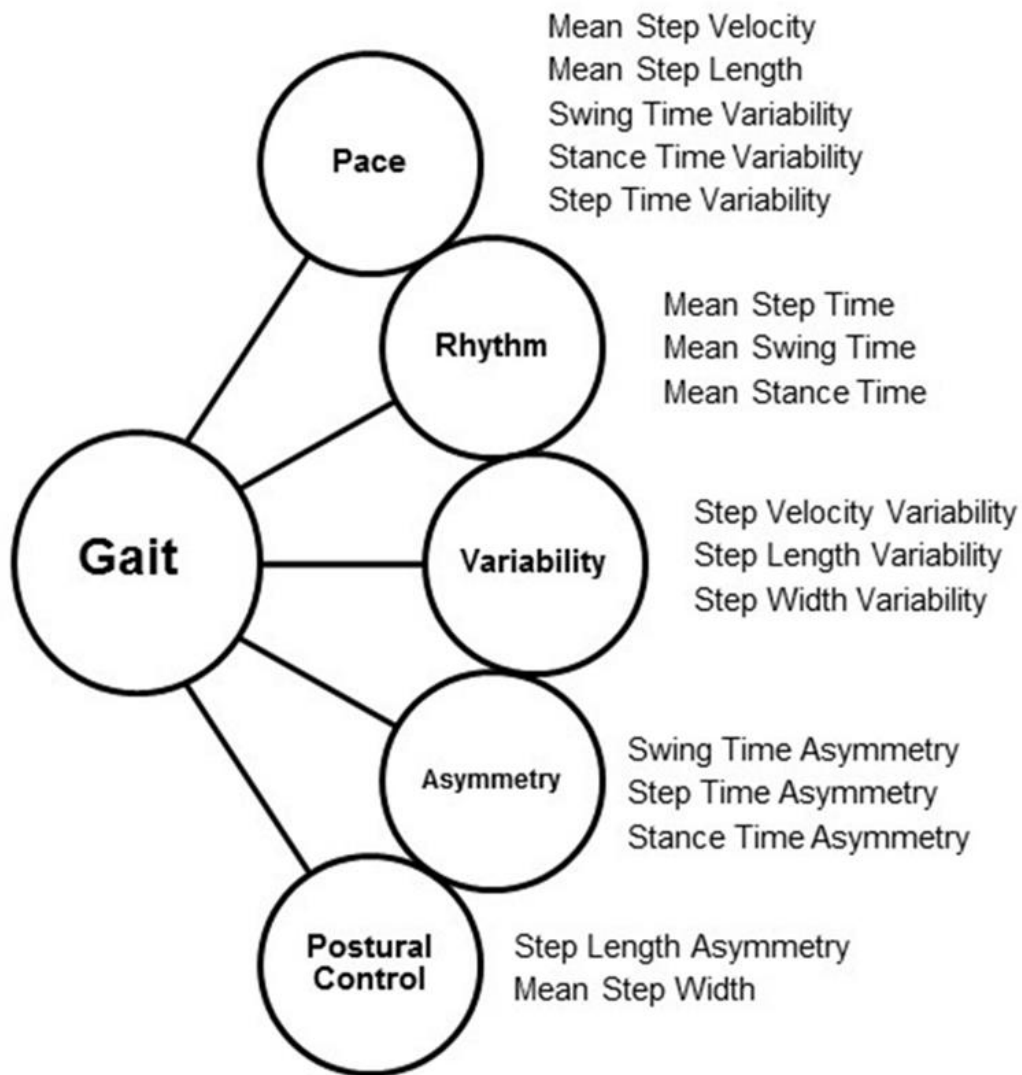 Mean Step Velocity
Mean Step Length
Swing Time Variability
Stance Time Variability
Step Time Variability
Pace
Mean Step Time
Mean Swing Time
Mean Stance Time
Rhythm
Step Velocity Variability
Step Length Variability
Step Width Variability
Variability
Gait
Swing Time Asymmetry
Step Time Asymmetry
Stance Time Asymmetry
Asymmetry
Postural
Control
Step Length Asymmetry
Mean Step Width